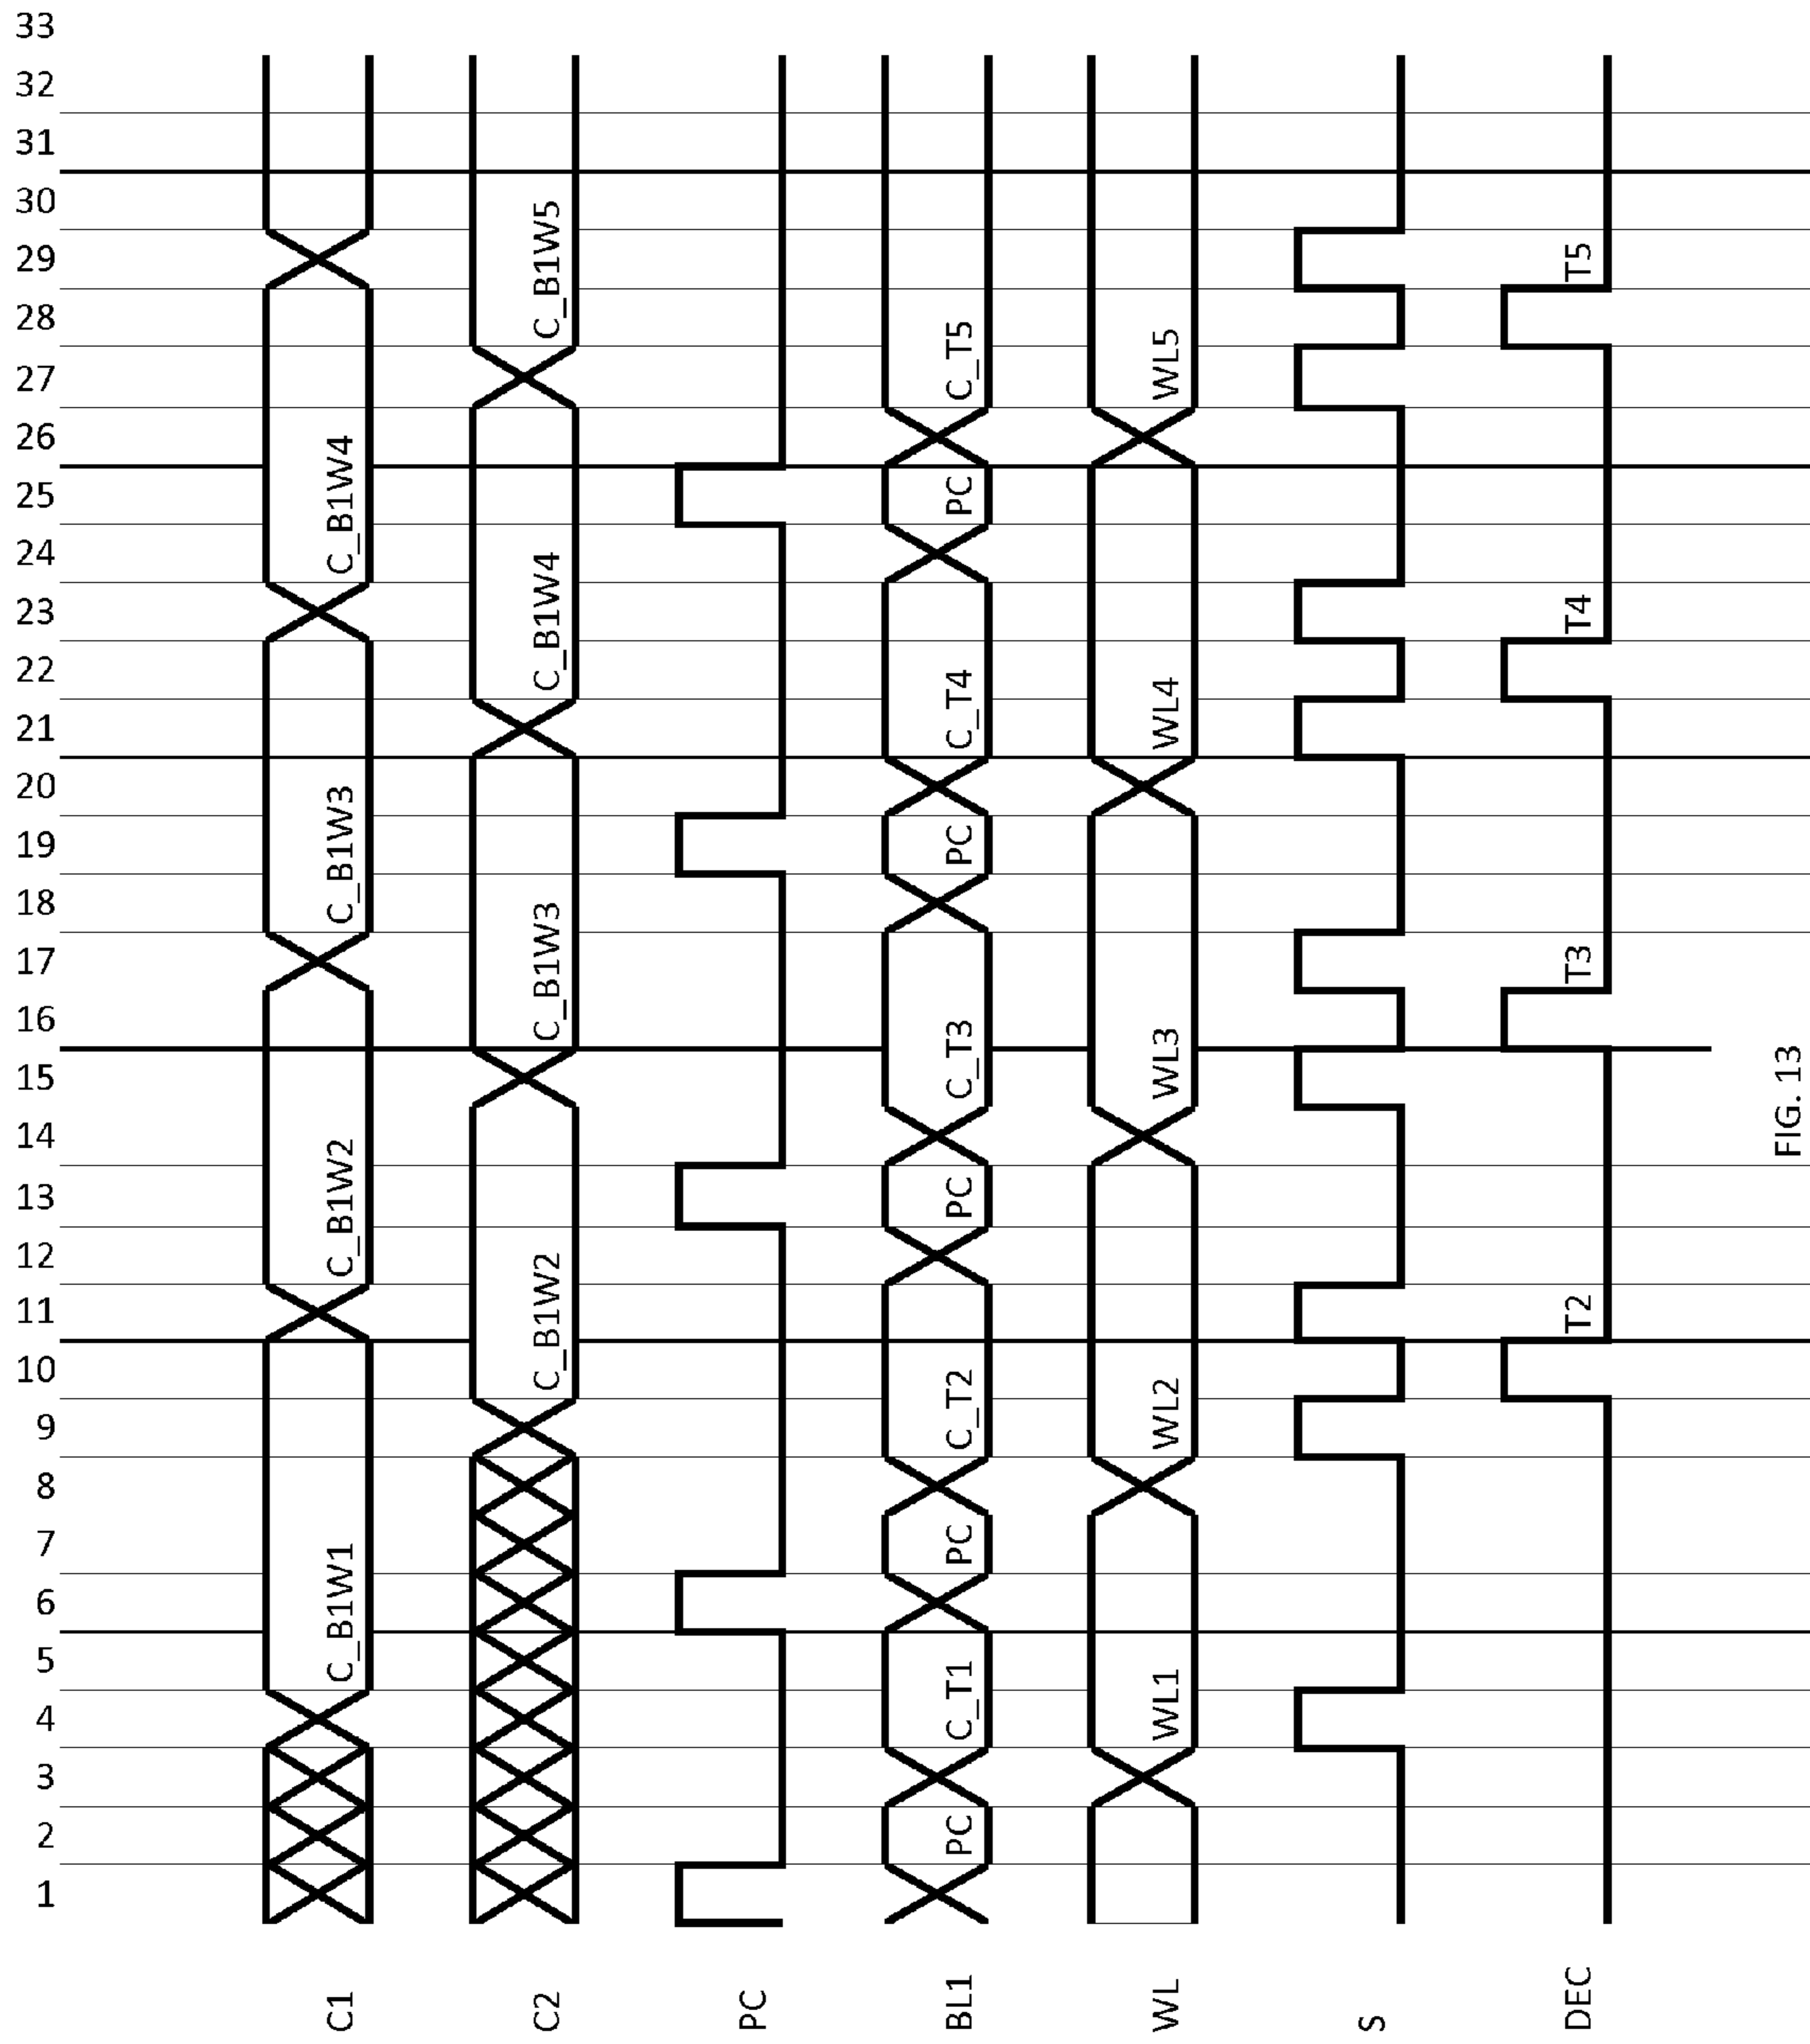 1 2 3 4 5 6 7 8 9 10 11 12 13 14 15 16 17 18 19 20 21 22 23 24 25 26 27 28 29 30 31 32 33
C1 C_B1W1 C_B1W2 C_B1W3 C_B1W4
C2 C_B1W2 C_B1W3 C_B1W4 C_B1W5
PC
BL1 PC C_T1 PC C_T2 PC C_T3 PC C_T4 PC C_T5
WL WL1 WL2 WL3 WL4 WL5
S
DEC T2 T3 T4 T5
FIG. 13